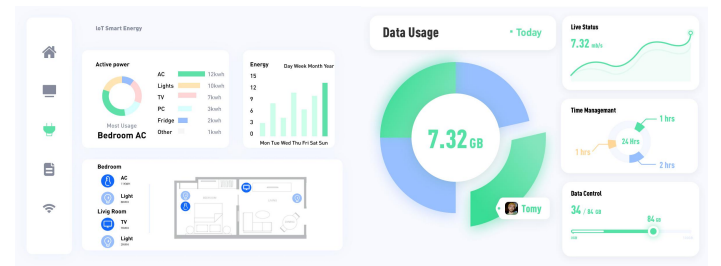 IoT Smart Energy
Active power
AC 12kwh
Lights 10kwh
TV 7kwh
PC 3kwh
Fridge 2kwh
Other 1kwh
Most Usage
Bedroom AC
Energy Day Week Month Year
15
12
9
6
3
0
Mon Tue Wed Thu Fri Sat Sun
Bedroom
AC
Light
Livig Room
TV
Light
Data Usage • Today
7.32 GB
Tomy
Live Status
7.32 mb/s
Time Managemant
1 hrs
24 Hrs
1 hrs
2 hrs
Data Control
34 / 84 GB
84 GB